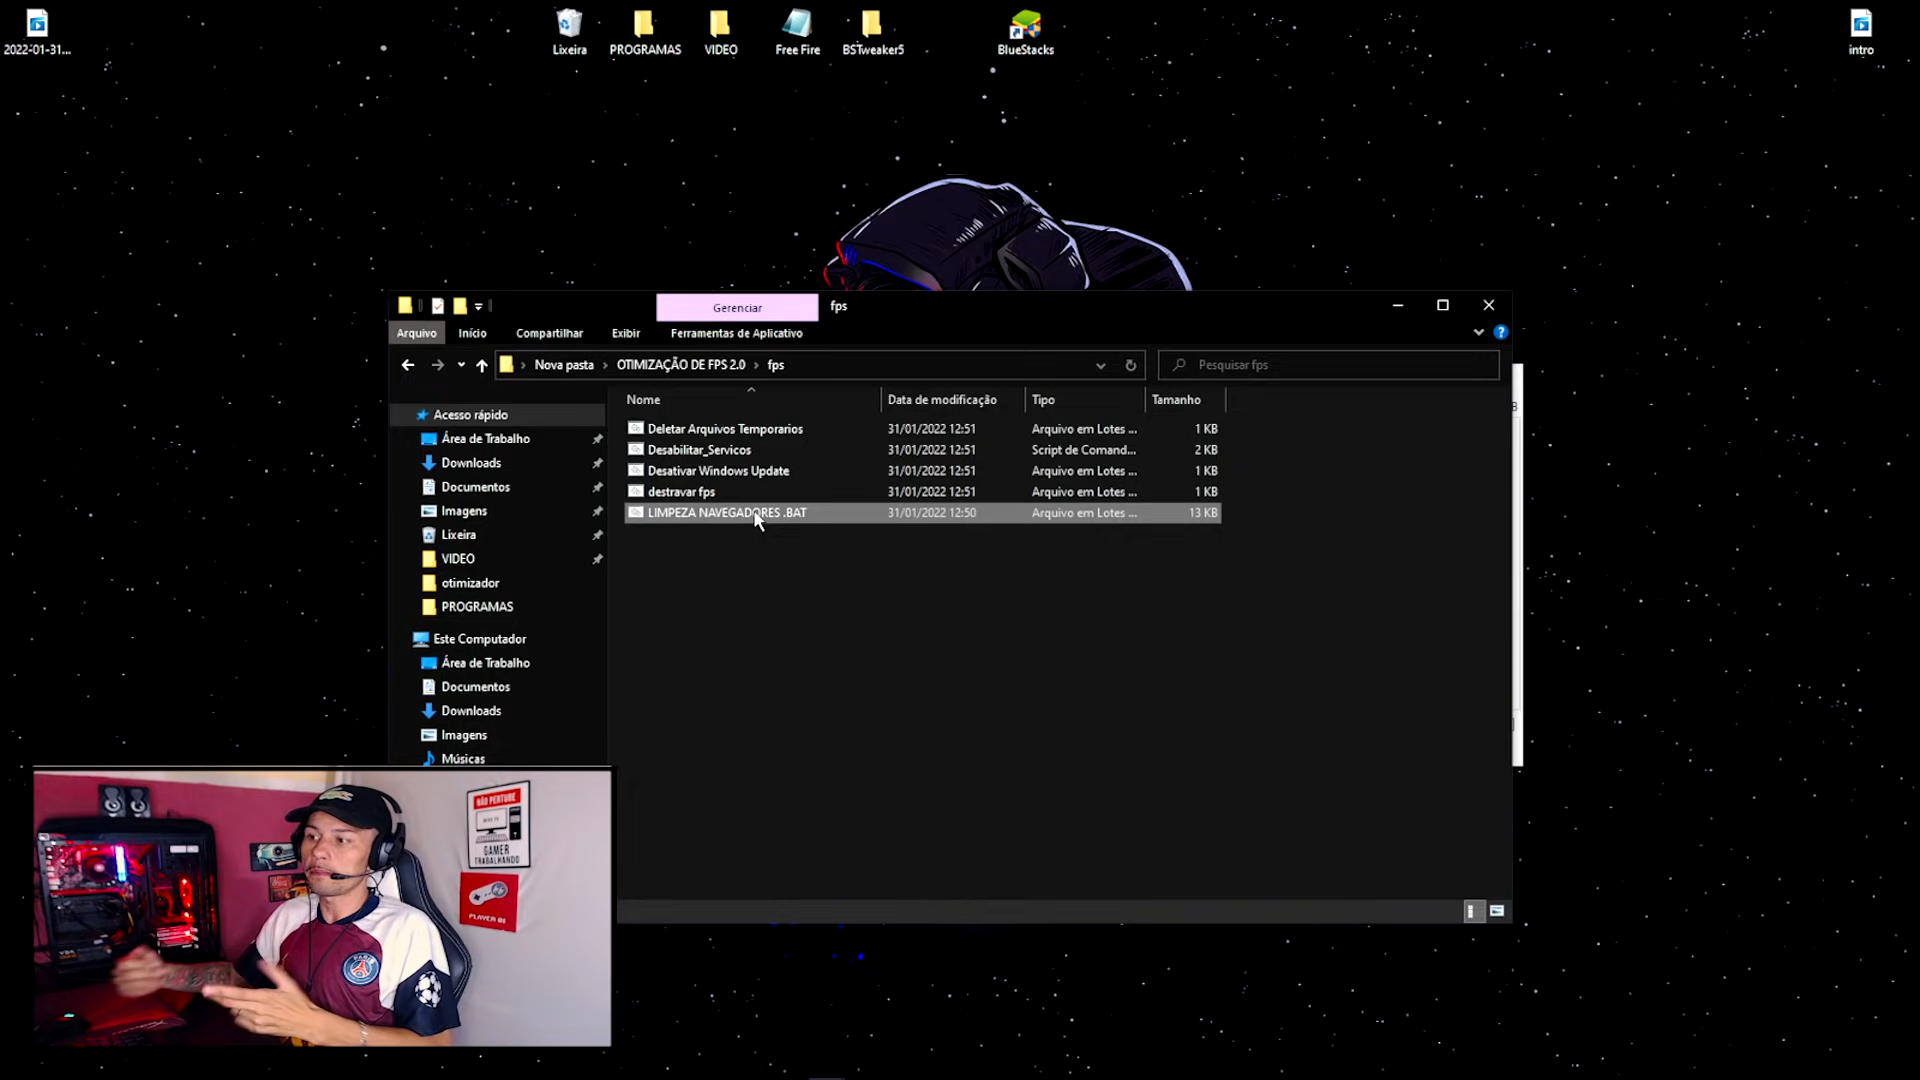 2022-01-31...
Lixeira
PROGRAMAS
VIDEO
Free Fire
BSTweaker5
BlueStacks
intro
Gerenciar
fps
Arquivo
Início
Compartilhar
Exibir
Ferramentas de Aplicativo
Nova pasta > OTIMIZAÇÃO DE FPS 2.0 > fps
Pesquisar fps
Nome
Data de modificação
Tipo
Tamanho
Deletar Arquivos Temporarios 31/01/2022 12:51 Arquivo em Lotes ... 1 KB
Desabilitar_Servicos 31/01/2022 12:51 Script de Comand... 2 KB
Desativar Windows Update 31/01/2022 12:51 Arquivo em Lotes ... 1 KB
destravar fps 31/01/2022 12:51 Arquivo em Lotes ... 1 KB
LIMPEZA NAVEGADORES .BAT 31/01/2022 12:50 Arquivo em Lotes ... 13 KB
Acesso rápido
Área de Trabalho
Downloads
Documentos
Imagens
Lixeira
VIDEO
otimizador
PROGRAMAS
Este Computador
Área de Trabalho
Documentos
Downloads
Imagens
Músicas
NÃO PERTUBE
GAMER
TRABALHANDO
PLAYER 01
PARIS